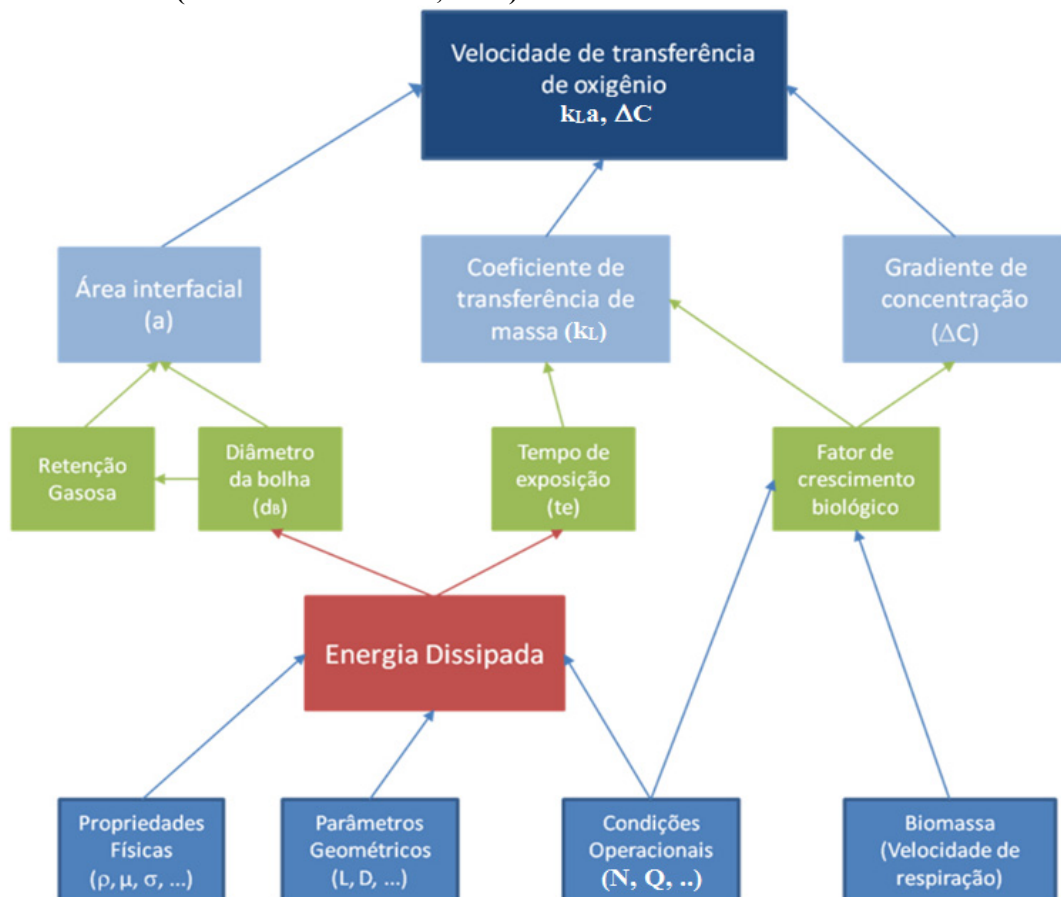 Velocidade de transferência
de oxigênio
kLa, ΔC
Área interfacial
(a)
Coeficiente de
transferência de
massa (kL)
Gradiente de
concentração
(ΔC)
Retenção
Gasosa
Diâmetro
da bolha
(dB)
Tempo de
exposição
(te)
Fator de
crescimento
biológico
Energia Dissipada
Propriedades
Físicas
(ρ, μ, σ, ...)
Parâmetros
Geométricos
(L, D, ...)
Condições
Operacionais
(N, Q, ..)
Biomassa
(Velocidade de
respiração)